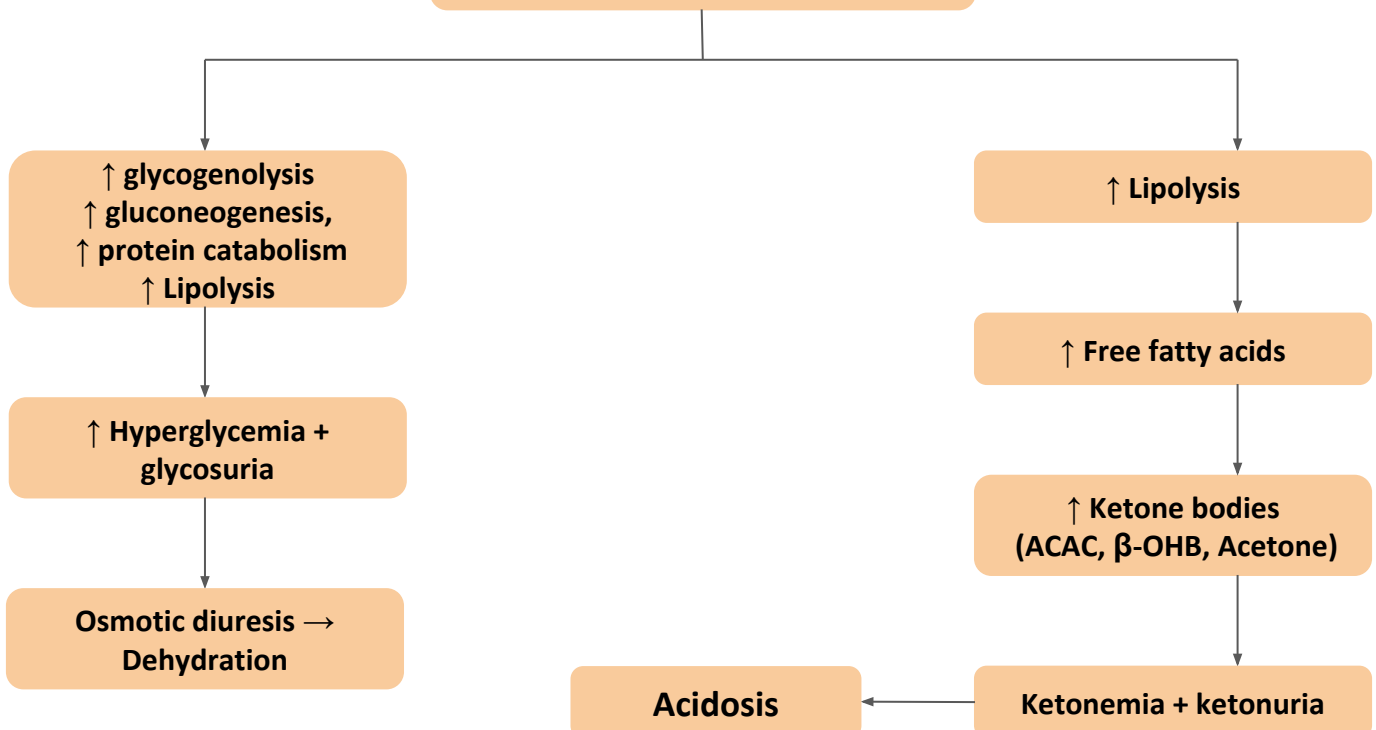 ↑ glycogenolysis
↑ gluconeogenesis,
↑ protein catabolism
↑ Lipolysis
↑ Hyperglycemia +
glycosuria
Osmotic diuresis →
Dehydration
↑ Lipolysis
↑ Free fatty acids
↑ Ketone bodies
(ACAC, β-OHB, Acetone)
Ketonemia + ketonuria
Acidosis